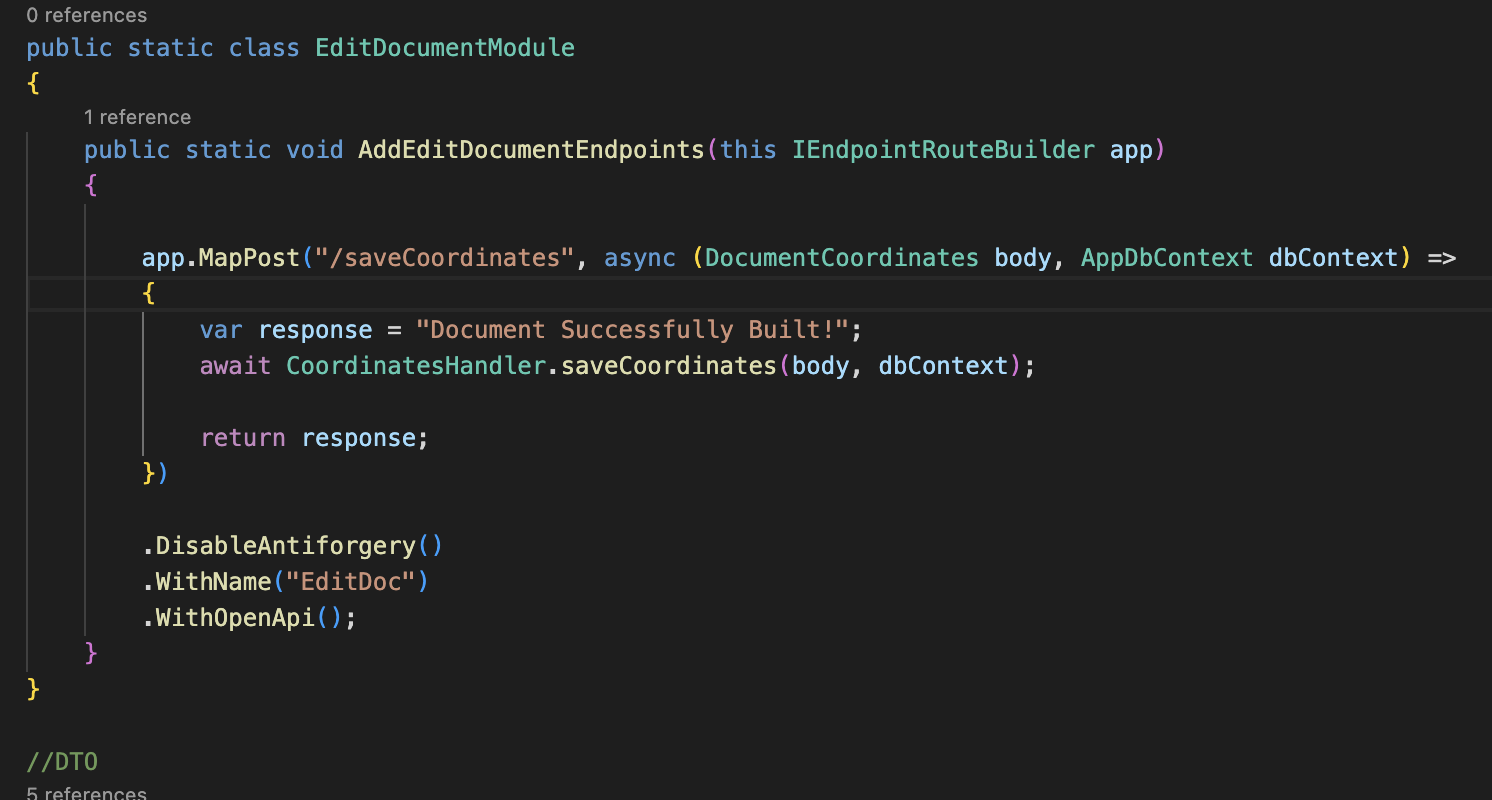 0 references
public static class EditDocumentModule
{
1 reference
public static void AddEditDocumentEndpoints(this IEndpointRouteBuilder app)
{
app.MapPost("/saveCoordinates", async (DocumentCoordinates body, AppDbContext dbContext) =>
{
var response = "Document Successfully Built!";
await CoordinatesHandler.saveCoordinates(body, dbContext);
return response;
})
.DisableAntiforgery()
.WithName("EditDoc")
.WithOpenApi();
}
}
//DTO
5 references